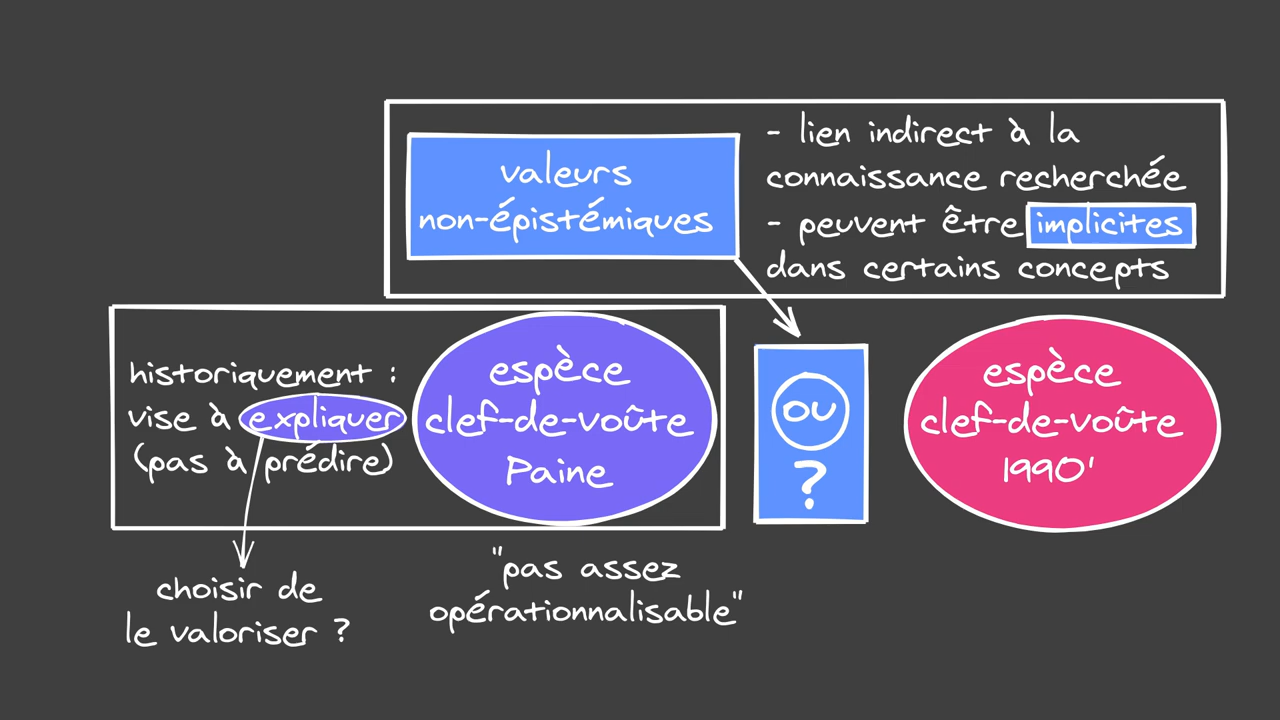 valeurs
non-épistémiques
- lien indirect à la
connaissance recherchée
- peuvent être implicites
dans certains concepts
historiquement :
vise à expliquer
(pas à prédire)
espèce
clef-de-voûte
Paine
ou
?
espèce
clef-de-voûte
1990'
choisir de
le valoriser ?
"pas assez
opérationnalisable"